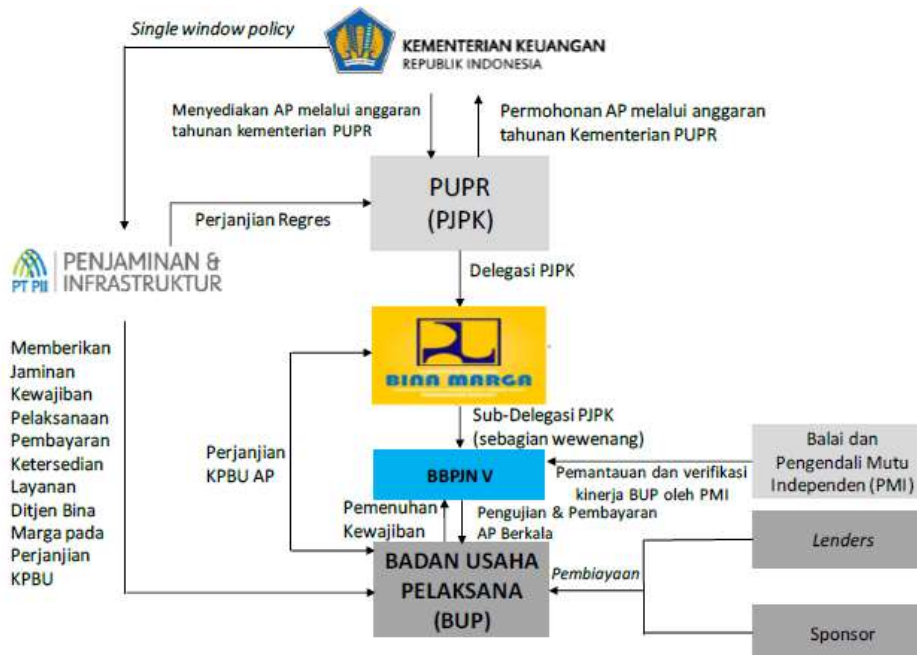 Single window policy
KEMENTERIAN KEUANGAN
REPUBLIK INDONESIA
Menyediakan AP melalui anggaran
tahunan kementerian PUPR
Permohonan AP melalui anggaran
tahunan Kementerian PUPR
PUPR
(PJPK)
Perjanjian Regres
PT PII
PENJAMINAN &
INFRASTRUKTUR
Delegasi PJPK
BINA MARGA
Memberikan
Jaminan
Kewajiban
Pelaksanaan
Pembayaran
Ketersedian
Layanan
Ditjen Bina
Marga pada
Perjanjian
KPBU
Perjanjian
KPBU AP
Sub-Delegasi PJPK
(sebagian wewenang)
BBPJN V
Balai dan
Pengendali Mutu
Independen (PMI)
Pemantauan dan verifikasi
kinerja BUP oleh PMI
Pemenuhan
Kewajiban
Pengujian & Pembayaran
AP Berkala
BADAN USAHA
PELAKSANA
(BUP)
Pembiayaan
Lenders
Sponsor